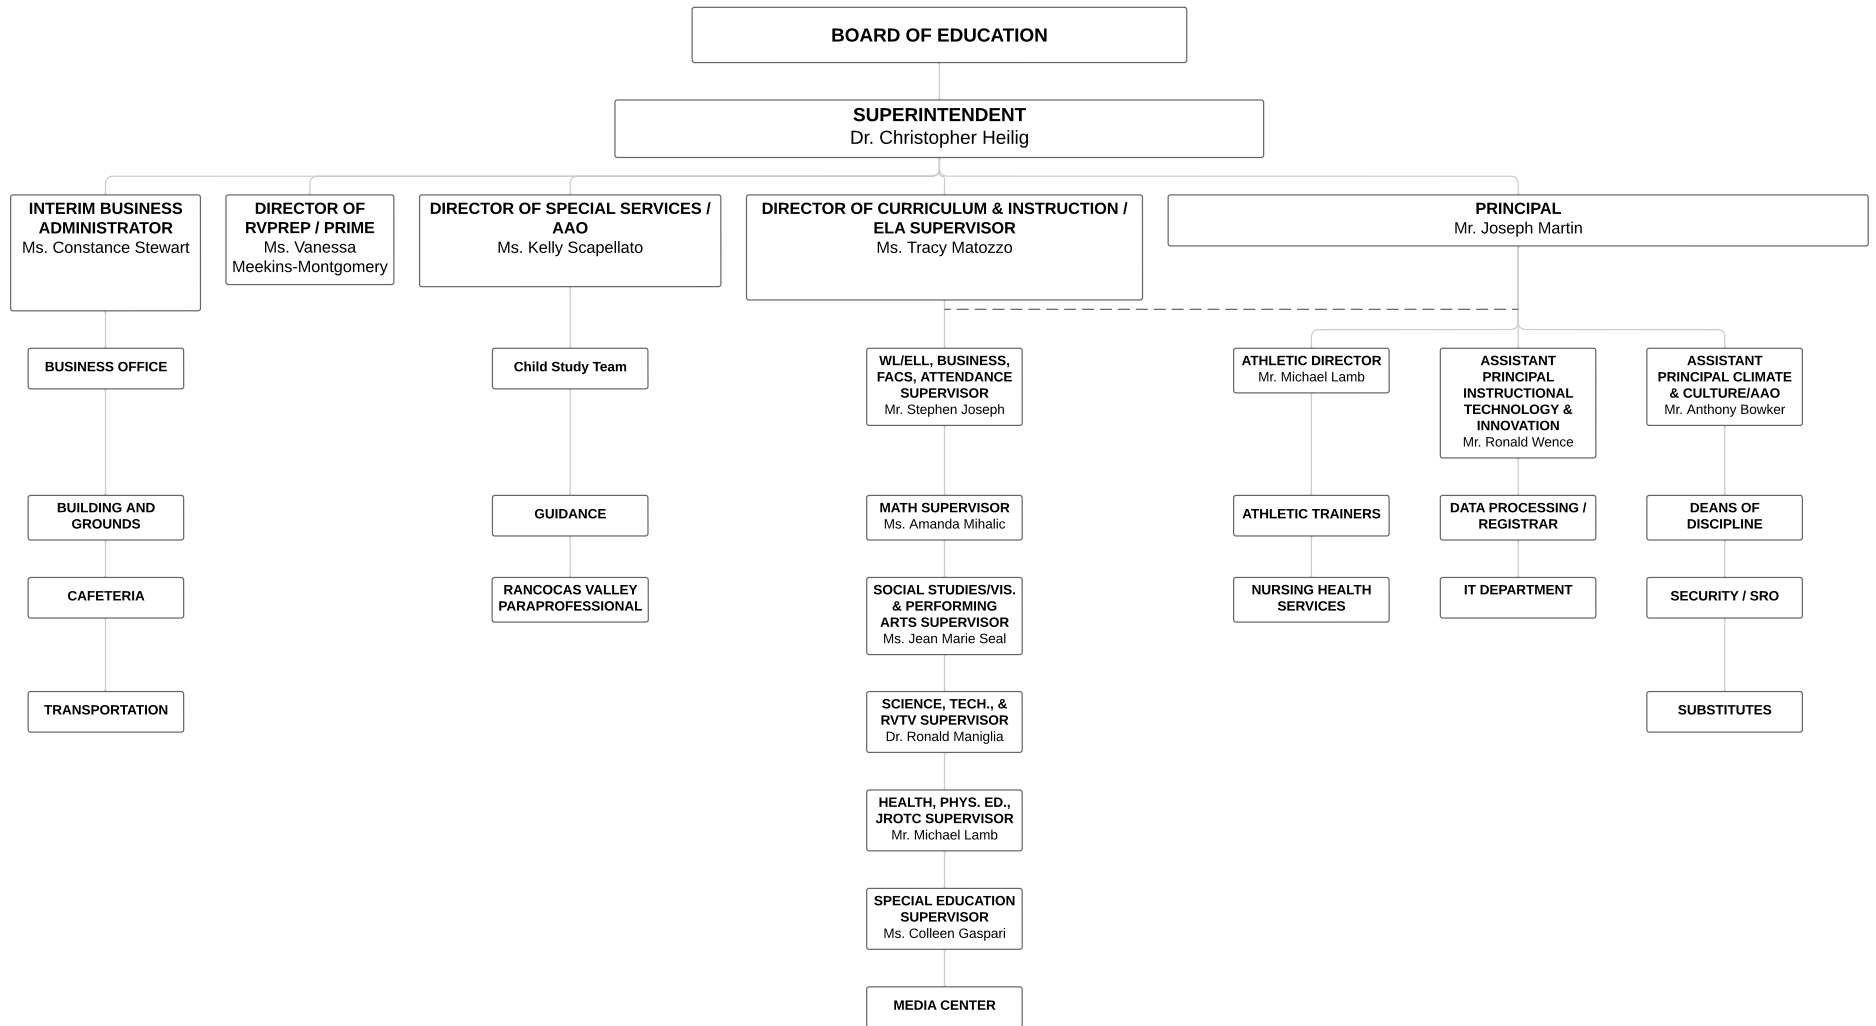 BOARD OF EDUCATION
SUPERINTENDENT
Dr. Christopher Heilig
INTERIM BUSINESS
ADMINISTRATOR
Ms. Constance Stewart
DIRECTOR OF
RVPREP / PRIME
Ms. Vanessa
Meekins-Montgomery
DIRECTOR OF SPECIAL SERVICES /
AAO
Ms. Kelly Scapellato
DIRECTOR OF CURRICULUM & INSTRUCTION /
ELA SUPERVISOR
Ms. Tracy Matozzo
PRINCIPAL
Mr. Joseph Martin
BUSINESS OFFICE
Child Study Team
WL/ELL, BUSINESS,
FACS, ATTENDANCE
SUPERVISOR
Mr. Stephen Joseph
ATHLETIC DIRECTOR
Mr. Michael Lamb
ASSISTANT
PRINCIPAL
INSTRUCTIONAL
TECHNOLOGY &
INNOVATION
Mr. Ronald Wence
ASSISTANT
PRINCIPAL CLIMATE
& CULTURE/AAO
Mr. Anthony Bowker
BUILDING AND
GROUNDS
GUIDANCE
MATH SUPERVISOR
Ms. Amanda Mihalic
ATHLETIC TRAINERS
DATA PROCESSING /
REGISTRAR
DEANS OF
DISCIPLINE
CAFETERIA
RANCOCAS VALLEY
PARAPROFESSIONAL
SOCIAL STUDIES/VIS.
& PERFORMING
ARTS SUPERVISOR
Ms. Jean Marie Seal
NURSING HEALTH
SERVICES
IT DEPARTMENT
SECURITY / SRO
TRANSPORTATION
SCIENCE, TECH., &
RVTV SUPERVISOR
Dr. Ronald Maniglia
SUBSTITUTES
HEALTH, PHYS. ED.,
JROTC SUPERVISOR
Mr. Michael Lamb
SPECIAL EDUCATION
SUPERVISOR
Ms. Colleen Gaspari
MEDIA CENTER